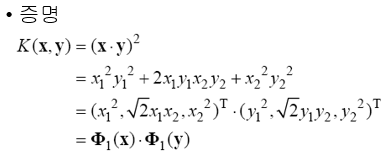 • 증명
K(x, y) = (x · y)²
= x₁²y₁² + 2x₁y₁x₂y₂ + x₂²y₂²
= (x₁², √2x₁x₂, x₂²)ᵀ · (y₁², √2y₁y₂, y₂²)ᵀ
= Φ₁(x) · Φ₁(y)